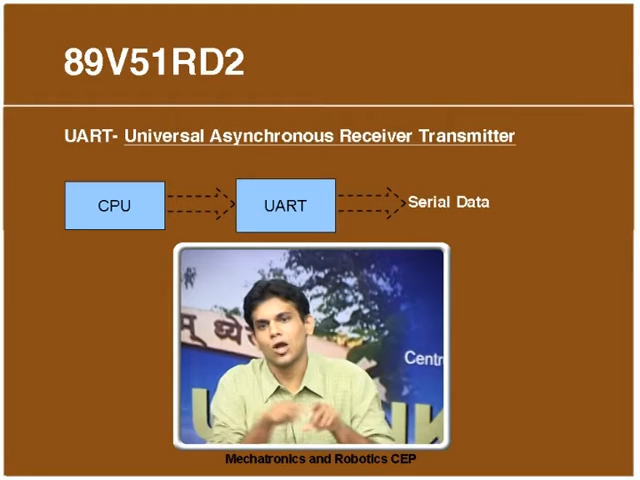 89V51RD2
UART- Universal Asynchronous Receiver Transmitter
CPU
UART
Serial Data
Centr
Mechatronics and Robotics CEP